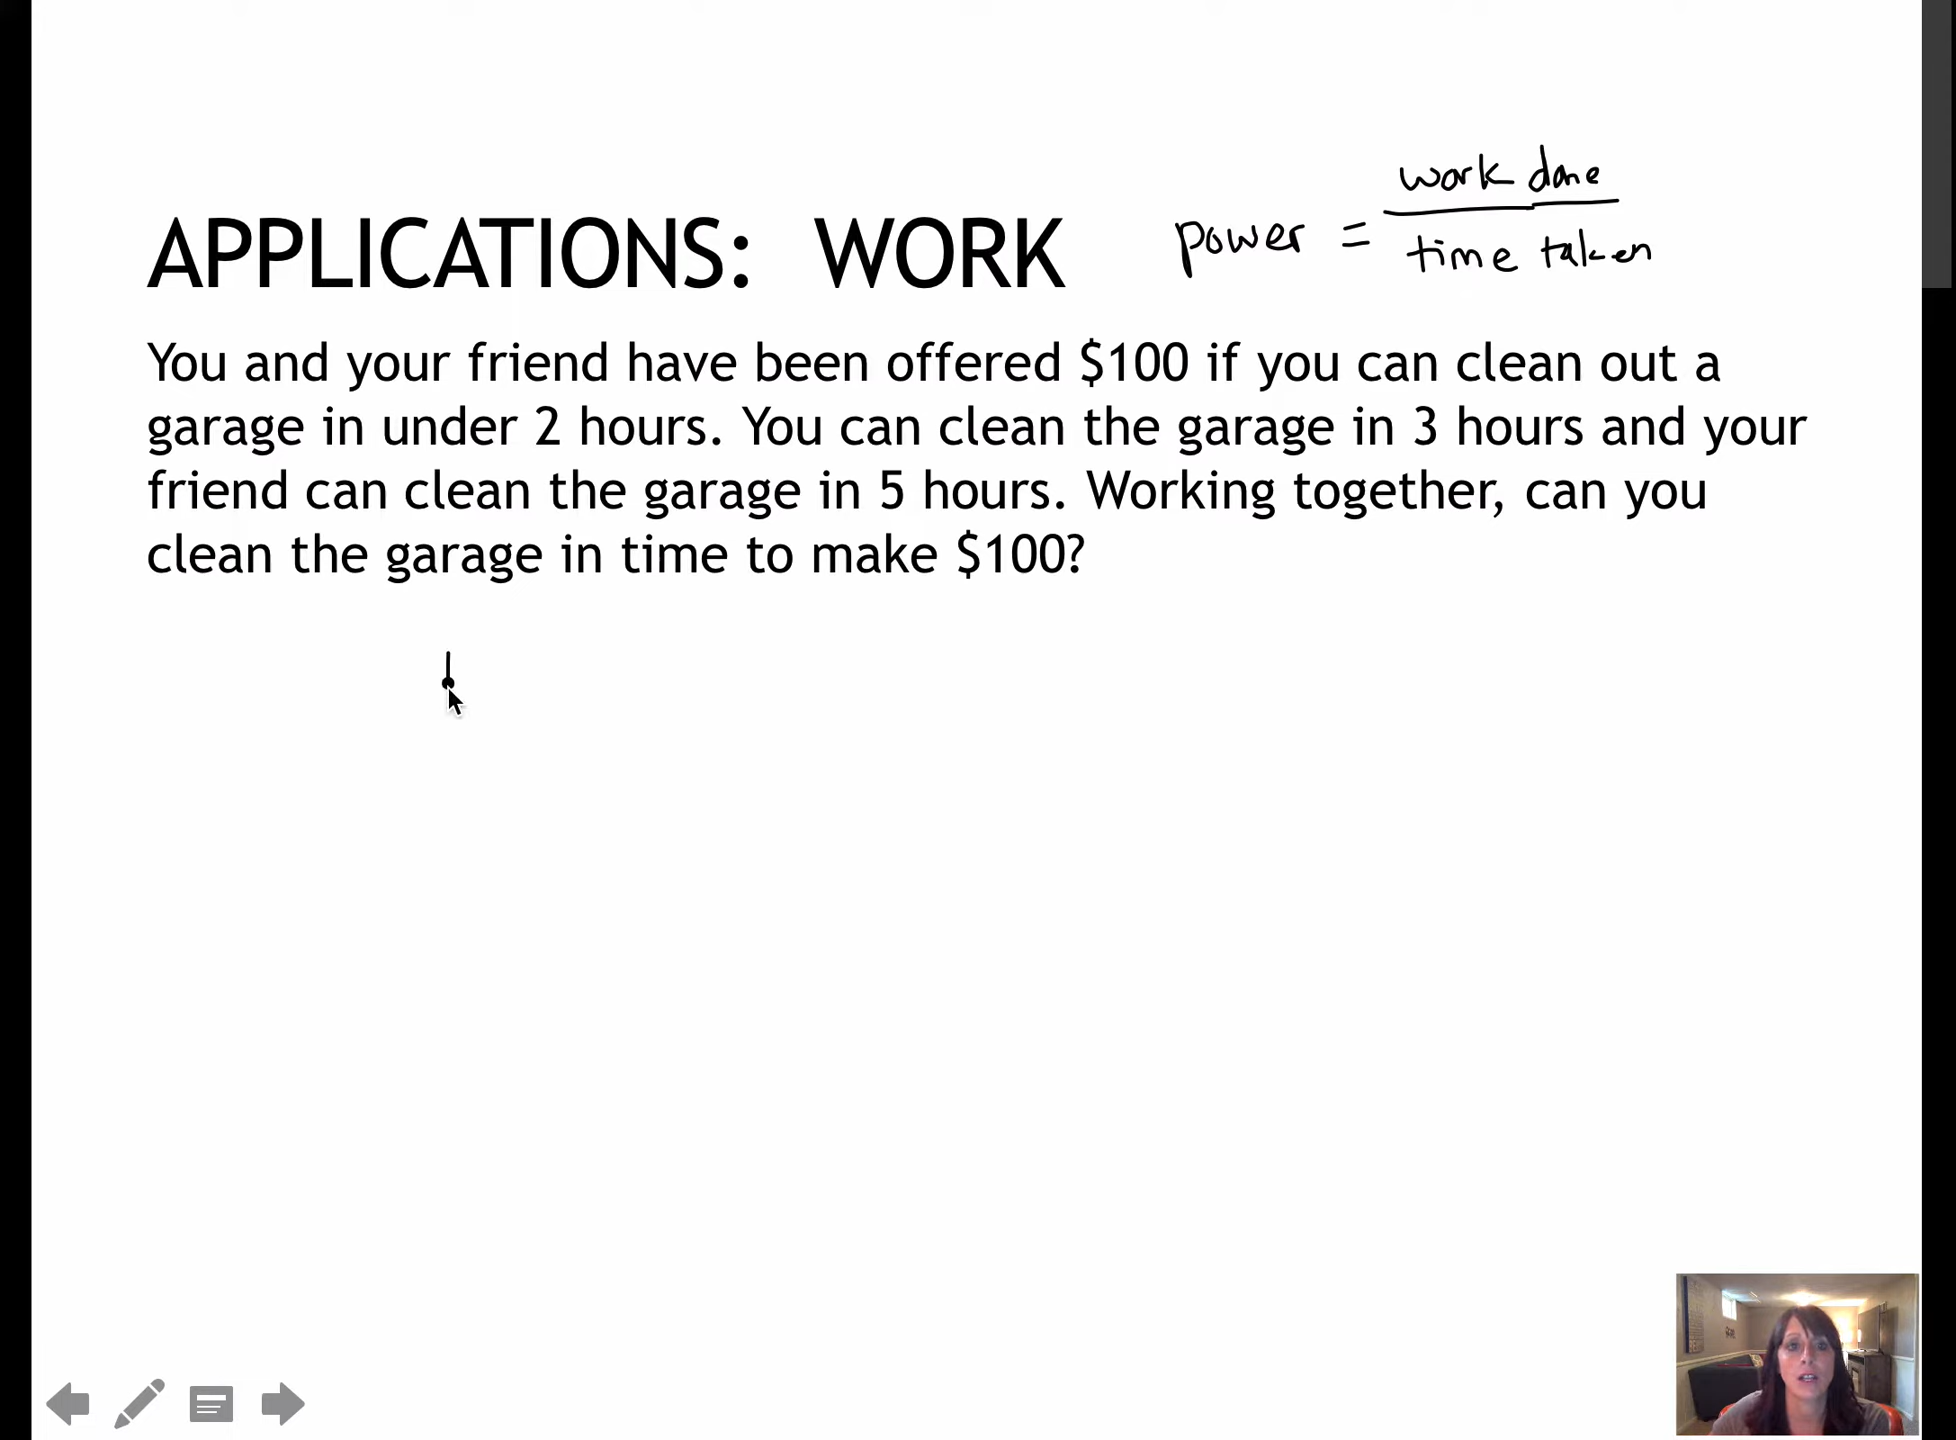 work done
power = 
time taken
APPLICATIONS: WORK
You and your friend have been offered $100 if you can clean out a
garage in under 2 hours. You can clean the garage in 3 hours and your
friend can clean the garage in 5 hours. Working together, can you
clean the garage in time to make $100?